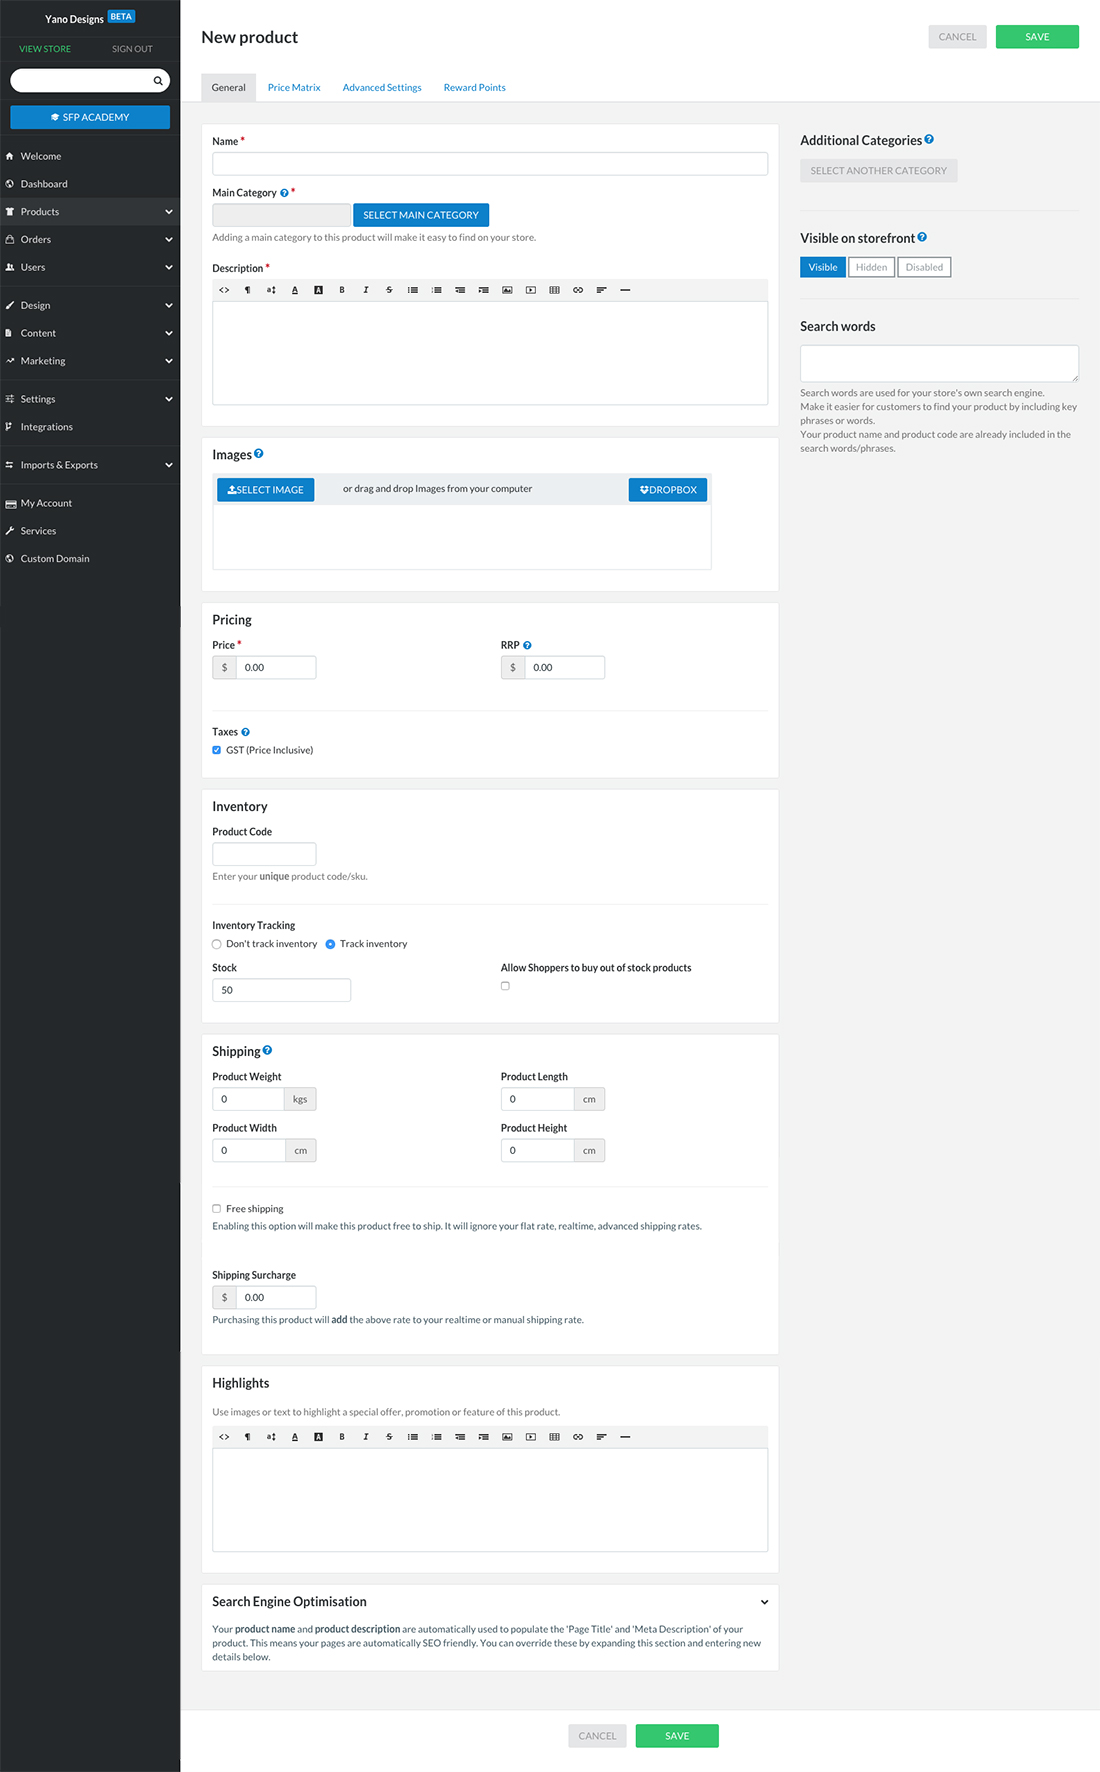 Yano Designs BETA
VIEW STORE SIGN OUT
SFP ACADEMY
Welcome
Dashboard
Products
Orders
Users
Design
Content
Marketing
Settings
Integrations
Imports & Exports
My Account
Services
Custom Domain
New product
CANCEL SAVE
General Price Matrix Advanced Settings Reward Points
Name *
Main Category ? *
SELECT MAIN CATEGORY
Adding a main category to this product will make it easy to find on your store.
Description *
Images ?
SELECT IMAGE or drag and drop Images from your computer DROPBOX
Pricing
Price * RRP ?
$ 0.00 $ 0.00
Taxes ?
GST (Price Inclusive)
Inventory
Product Code
Enter your unique product code/sku.
Inventory Tracking
Don't track inventory Track inventory
Stock Allow Shoppers to buy out of stock products
50
Shipping ?
Product Weight Product Length
0 kgs 0 cm
Product Width Product Height
0 cm 0 cm
Free shipping
Enabling this option will make this product free to ship. It will ignore your flat rate, realtime, advanced shipping rates.
Shipping Surcharge
$ 0.00
Purchasing this product will add the above rate to your realtime or manual shipping rate.
Highlights
Use images or text to highlight a special offer, promotion or feature of this product.
Search Engine Optimisation
Your product name and product description are automatically used to populate the 'Page Title' and 'Meta Description' of your
product. This means your pages are automatically SEO friendly. You can override these by expanding this section and entering new
details below.
Additional Categories ?
SELECT ANOTHER CATEGORY
Visible on storefront ?
Visible Hidden Disabled
Search words
Search words are used for your store's own search engine.
Make it easier for customers to find your product by including key
phrases or words.
Your product name and product code are already included in the
search words/phrases.
CANCEL SAVE